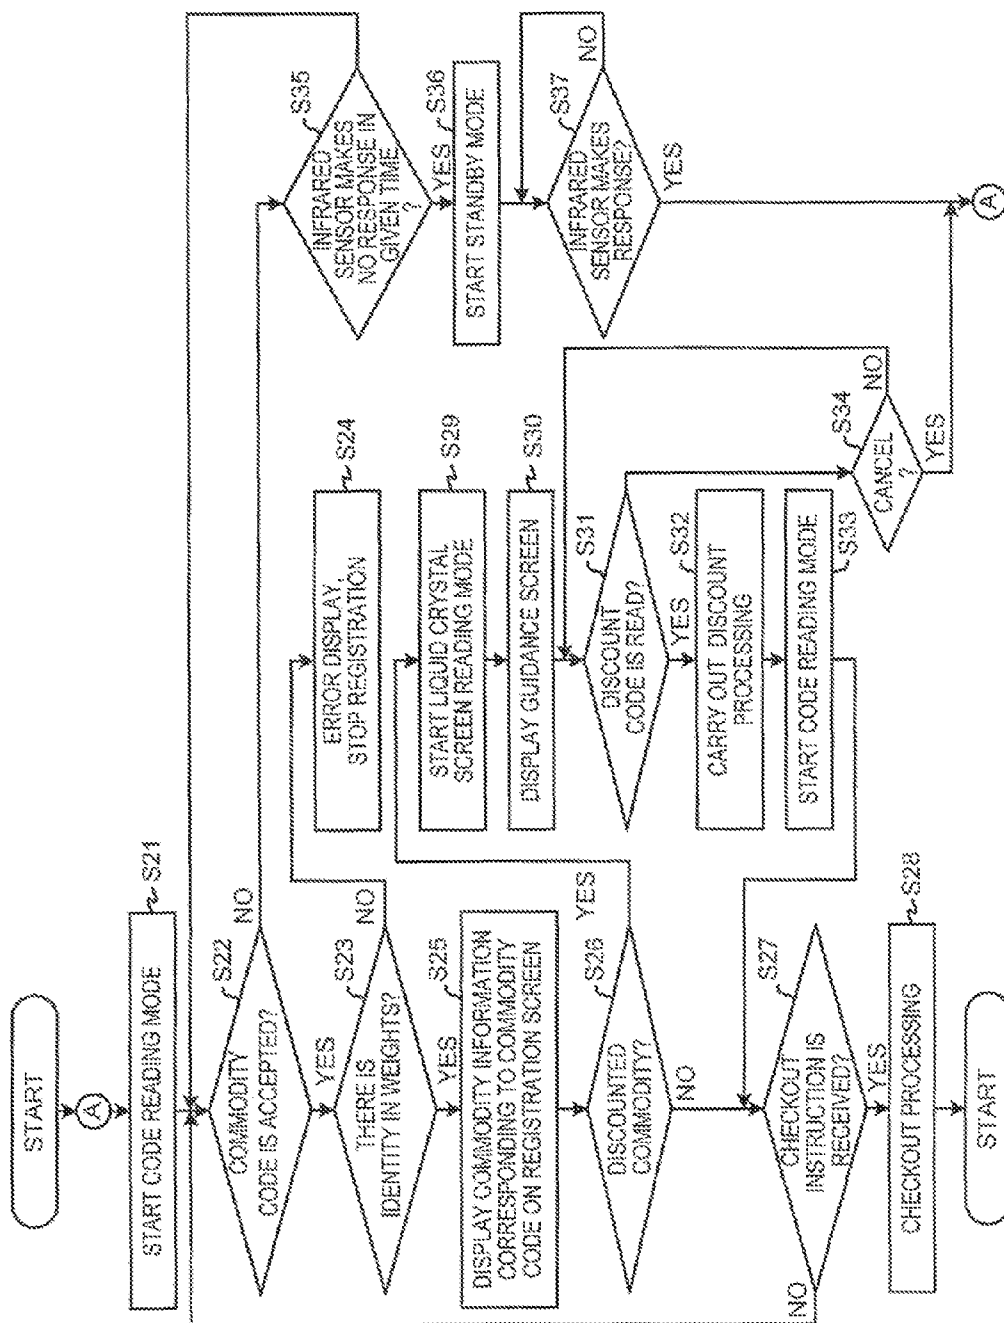 START
A
START CODE READING MODE
S21
COMMODITY
CODE IS ACCEPTED?
S22
NO
YES
THERE IS
IDENTITY IN WEIGHTS?
S23
NO
YES
DISPLAY COMMODITY INFORMATION
CORRESPONDING TO COMMODITY
CODE ON REGISTRATION SCREEN
S25
DISCOUNTED
COMMODITY?
S26
YES
NO
CHECKOUT
INSTRUCTION IS
RECEIVED?
S27
NO
YES
CHECKOUT PROCESSING
S28
START
ERROR DISPLAY,
STOP REGISTRATION
S24
START LIQUID CRYSTAL
SCREEN READING MODE
S29
DISPLAY GUIDANCE SCREEN
S30
DISCOUNT
CODE IS READ?
S31
YES
CARRY OUT DISCOUNT
PROCESSING
S32
START CODE READING MODE
S33
CANCEL
?
S34
NO
YES
INFRARED
SENSOR MAKES
NO RESPONSE IN
GIVEN TIME
?
S35
YES
START STANDBY MODE
S36
INFRARED
SENSOR MAKES
RESPONSE?
S37
NO
YES
A